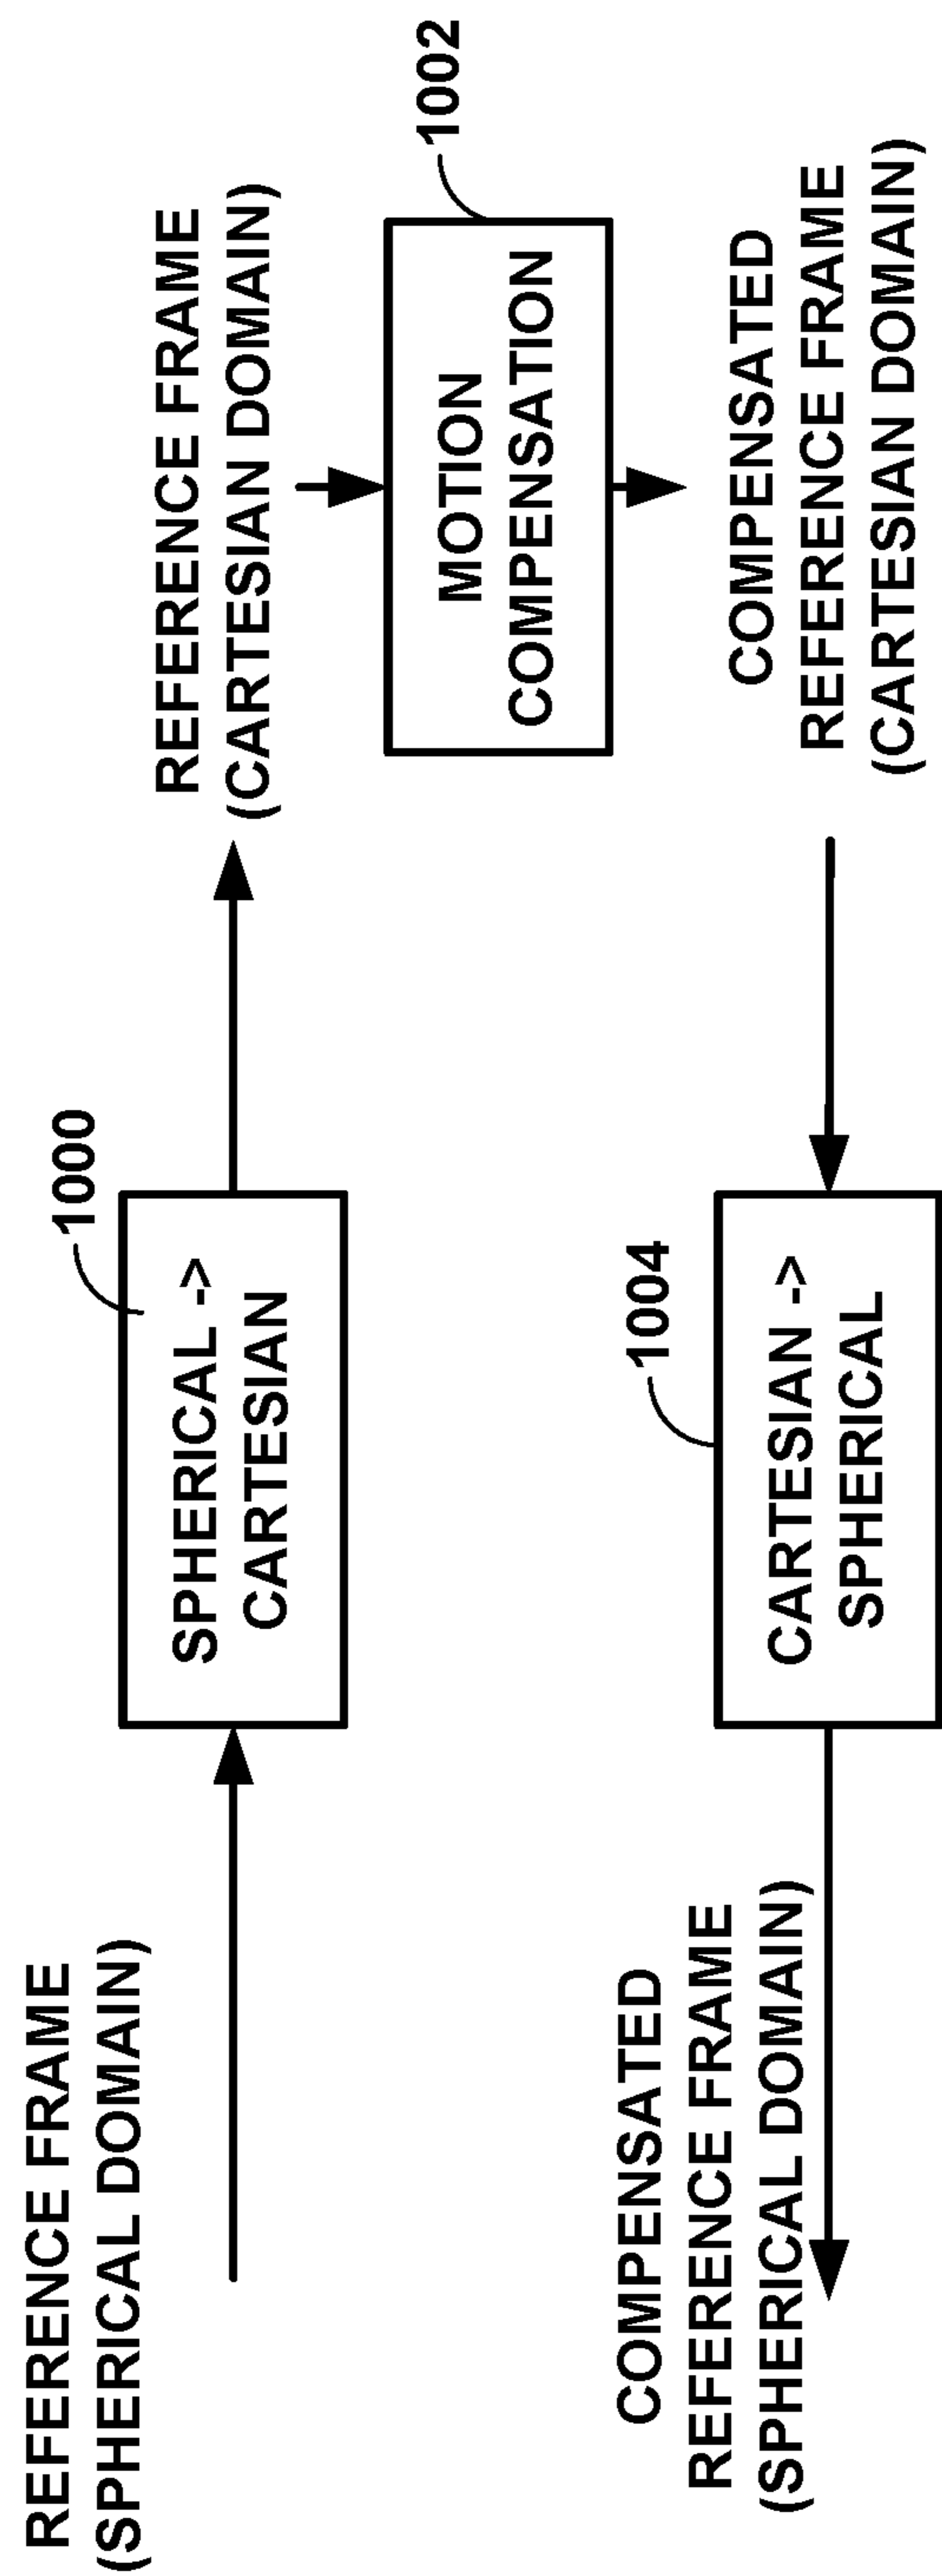 REFERENCE FRAME
(SPHERICAL DOMAIN)
1000
SPHERICAL ->
CARTESIAN
REFERENCE FRAME
(CARTESIAN DOMAIN)
1002
MOTION
COMPENSATION
COMPENSATED
REFERENCE FRAME
(CARTESIAN DOMAIN)
1004
CARTESIAN ->
SPHERICAL
COMPENSATED
REFERENCE FRAME
(SPHERICAL DOMAIN)